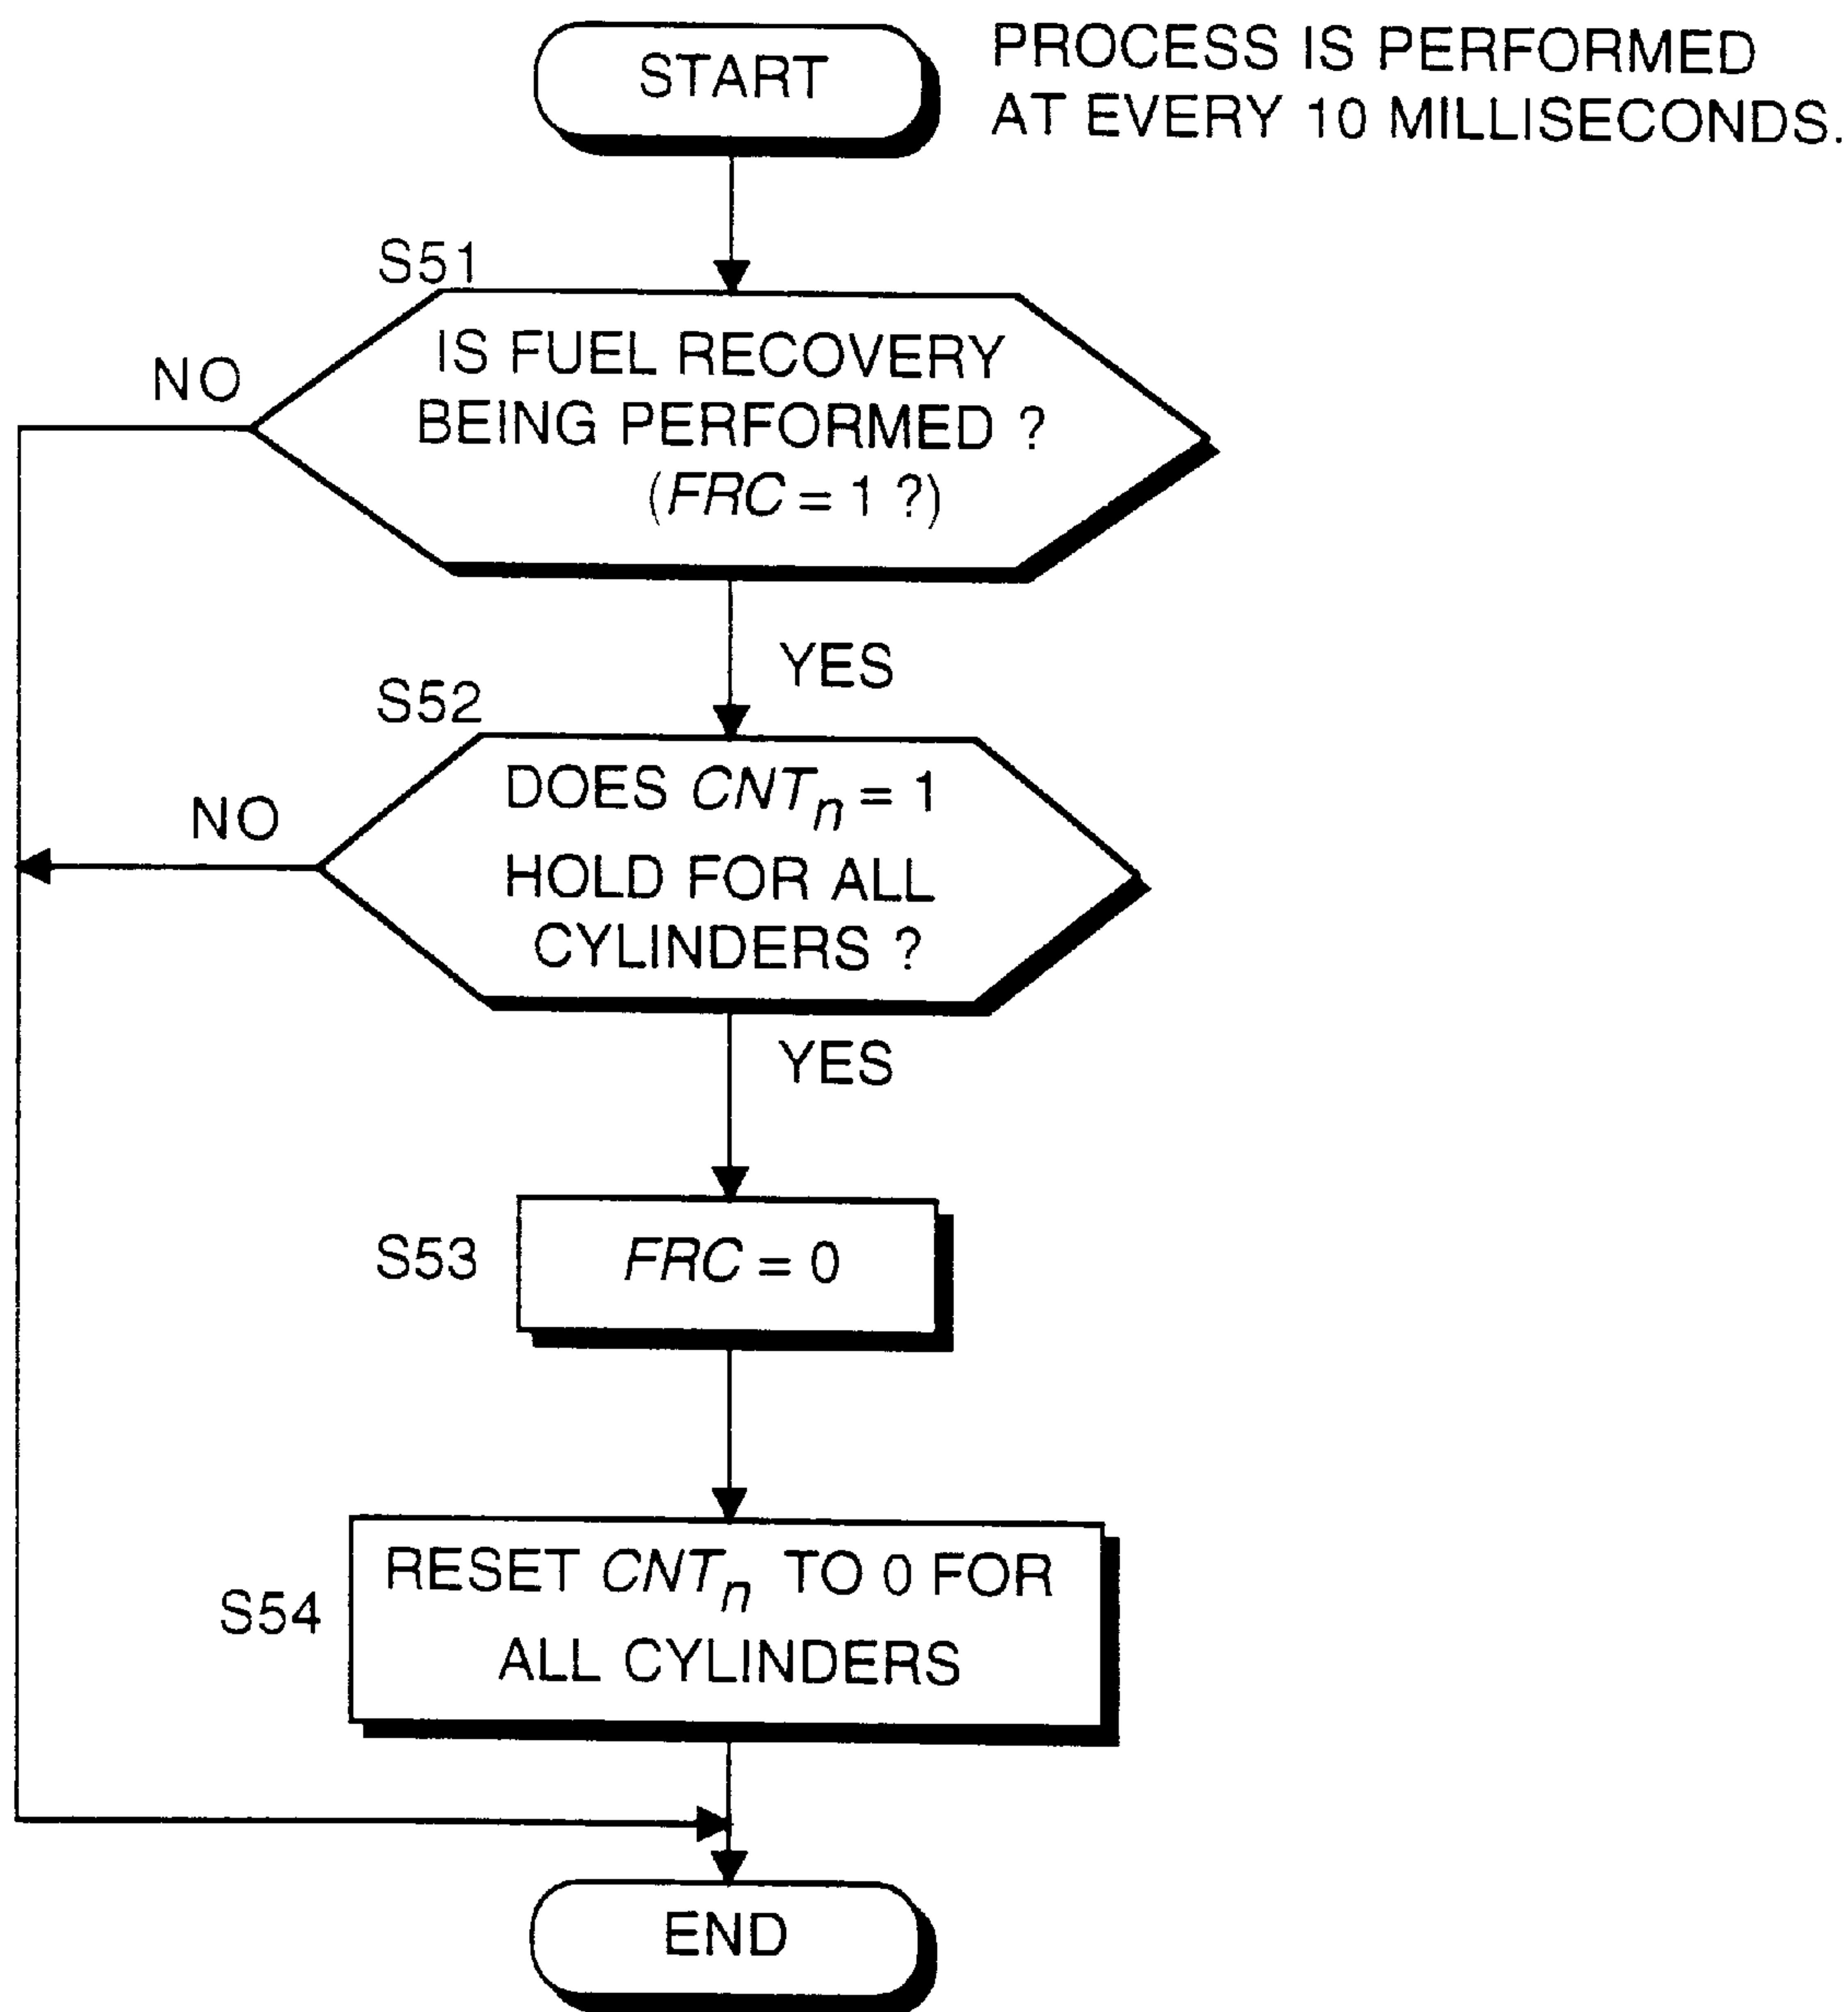 START
PROCESS IS PERFORMED
AT EVERY 10 MILLISECONDS.
S51
IS FUEL RECOVERY
BEING PERFORMED ?
(FRC = 1 ?)
NO
YES
S52
DOES CNTn = 1
HOLD FOR ALL
CYLINDERS ?
NO
YES
S53
FRC = 0
S54
RESET CNTn TO 0 FOR
ALL CYLINDERS
END